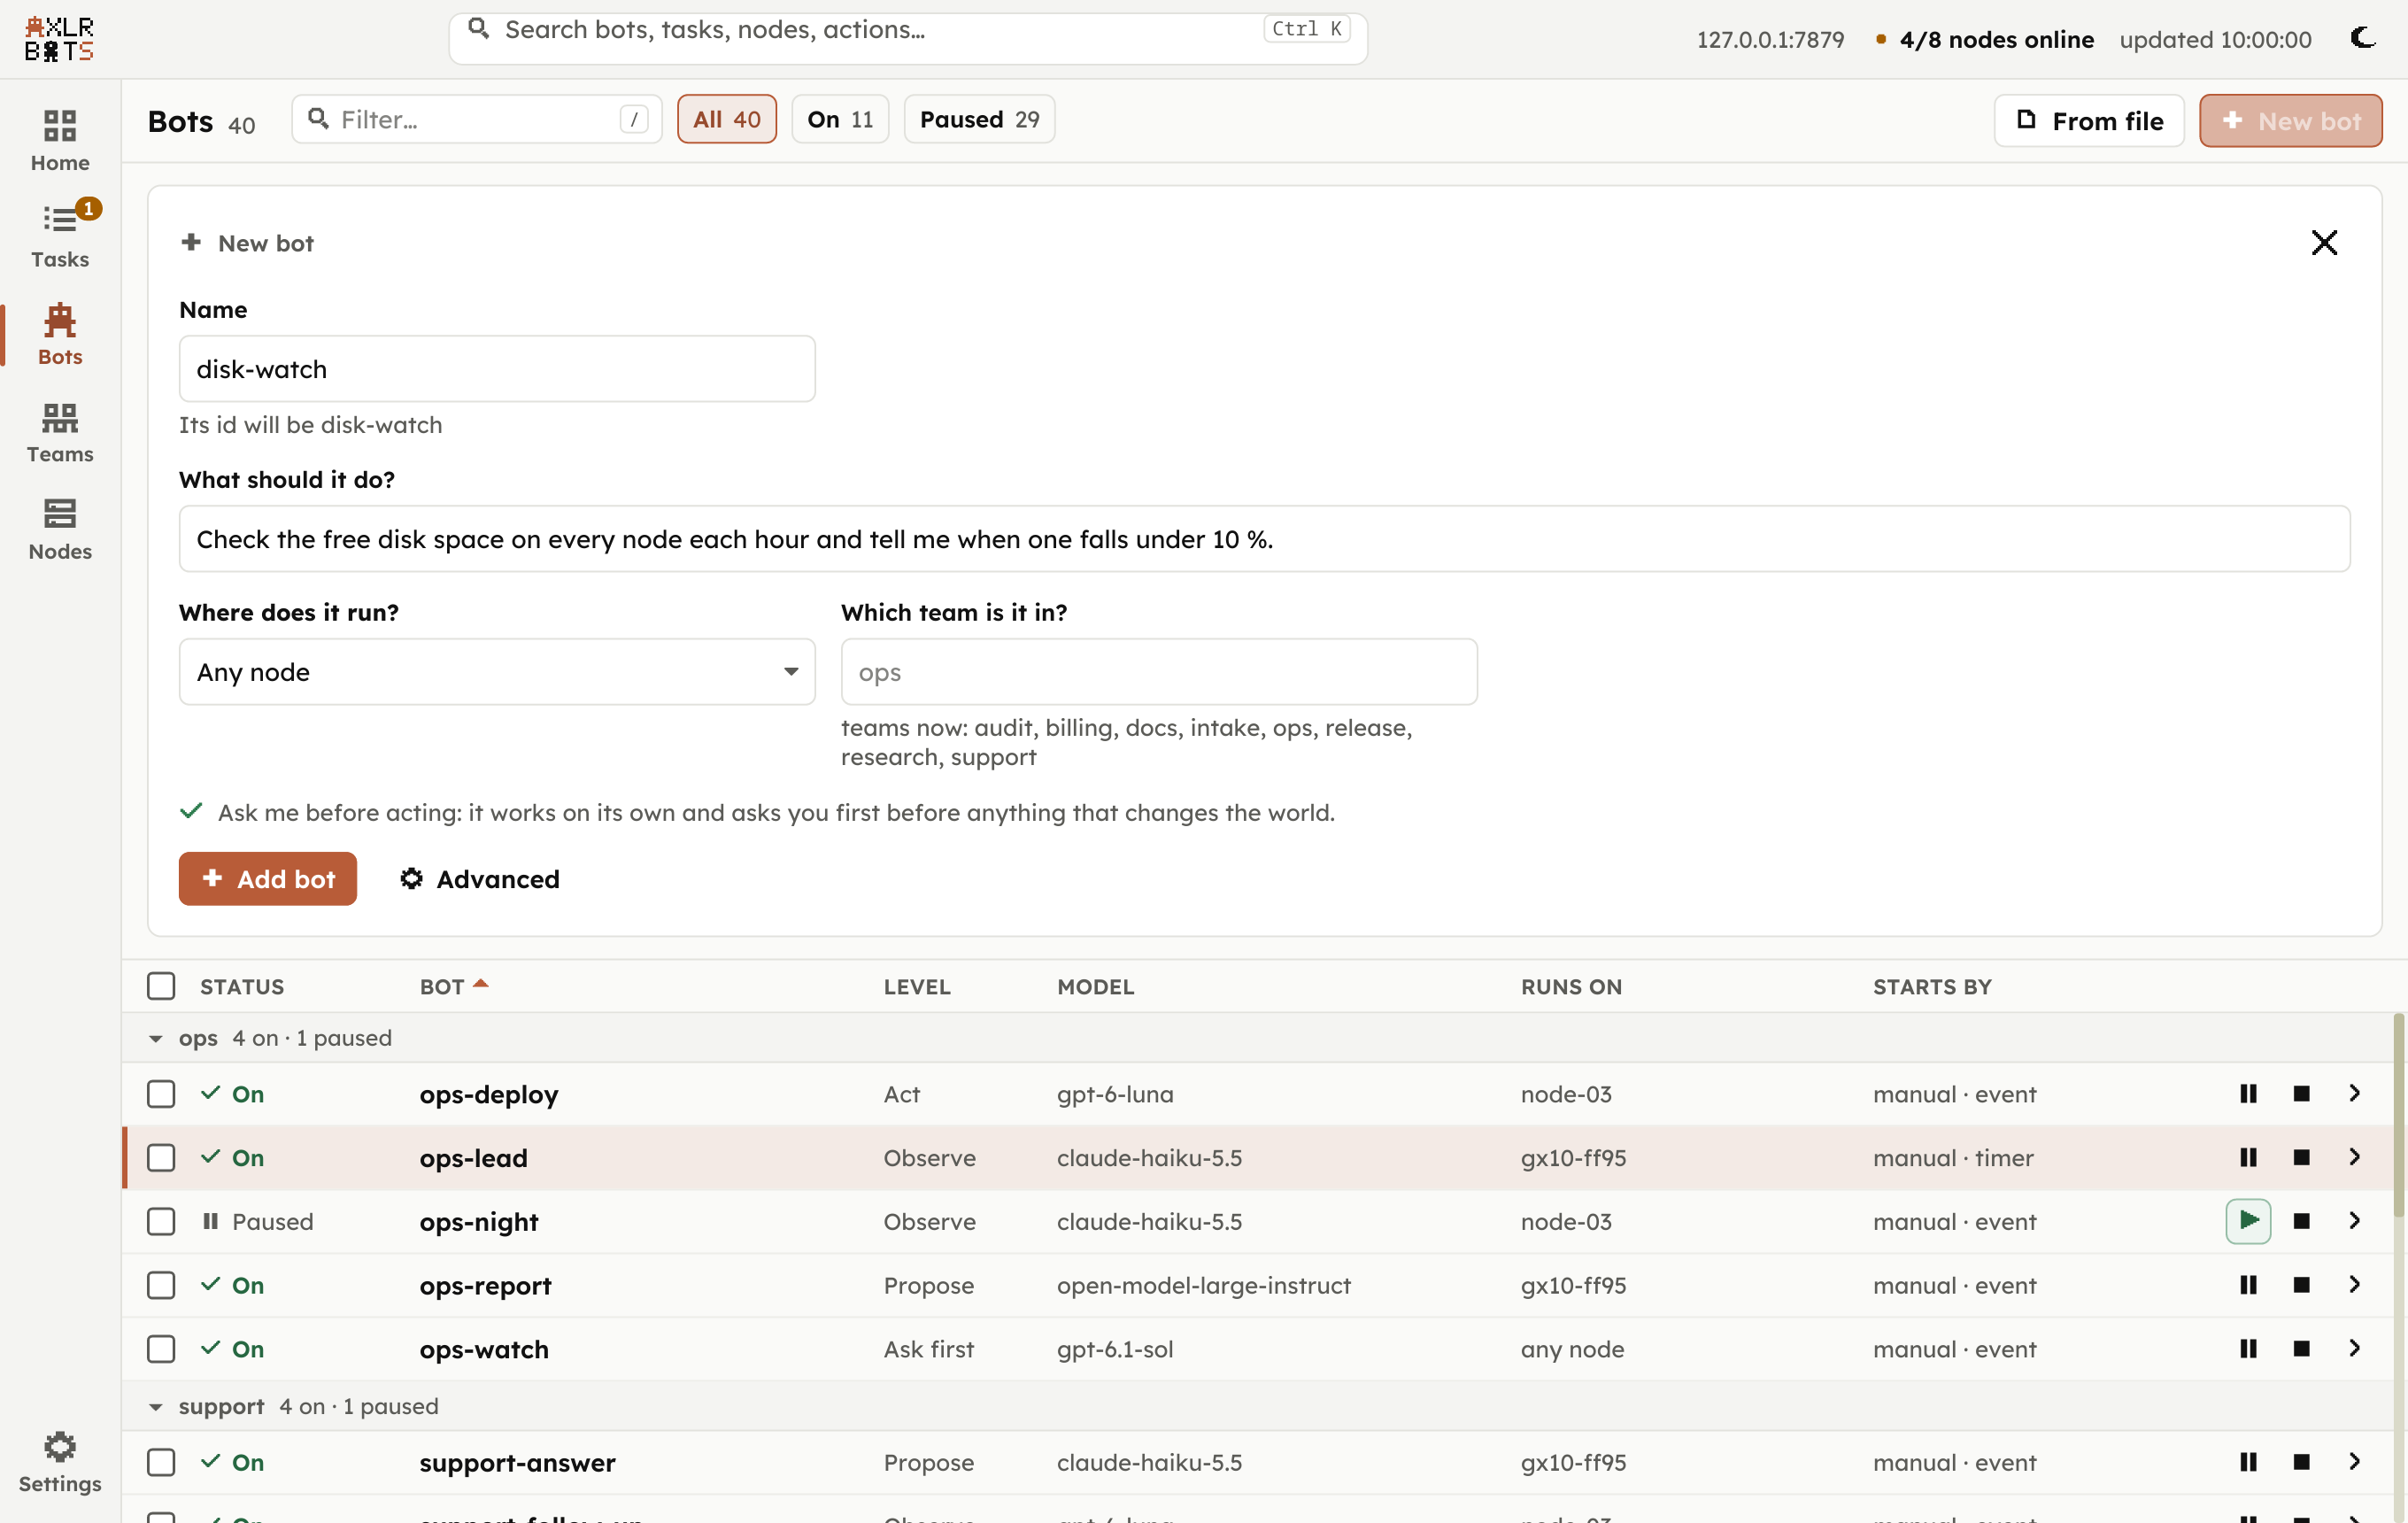 AXLR
BOTS
Search bots, tasks, nodes, actions... Ctrl K
127.0.0.1:7879 4/8 nodes online updated 10:00:00
Home
1
Tasks
Bots
Teams
Nodes
Settings
Bots 40 Filter... / All 40 On 11 Paused 29 From file New bot
New bot
Name
disk-watch
Its id will be disk-watch
What should it do?
Check the free disk space on every node each hour and tell me when one falls under 10 %.
Where does it run? Which team is it in?
Any node ops
teams now: audit, billing, docs, intake, ops, release,
research, support
Ask me before acting: it works on its own and asks you first before anything that changes the world.
Add bot Advanced
STATUS BOT LEVEL MODEL RUNS ON STARTS BY
ops 4 on · 1 paused
On ops-deploy Act gpt-6-luna node-03 manual · event
On ops-lead Observe claude-haiku-5.5 gx10-ff95 manual · timer
Paused ops-night Observe claude-haiku-5.5 node-03 manual · event
On ops-report Propose open-model-large-instruct gx10-ff95 manual · event
On ops-watch Ask first gpt-6.1-sol any node manual · event
support 4 on · 1 paused
On support-answer Propose claude-haiku-5.5 gx10-ff95 manual · event